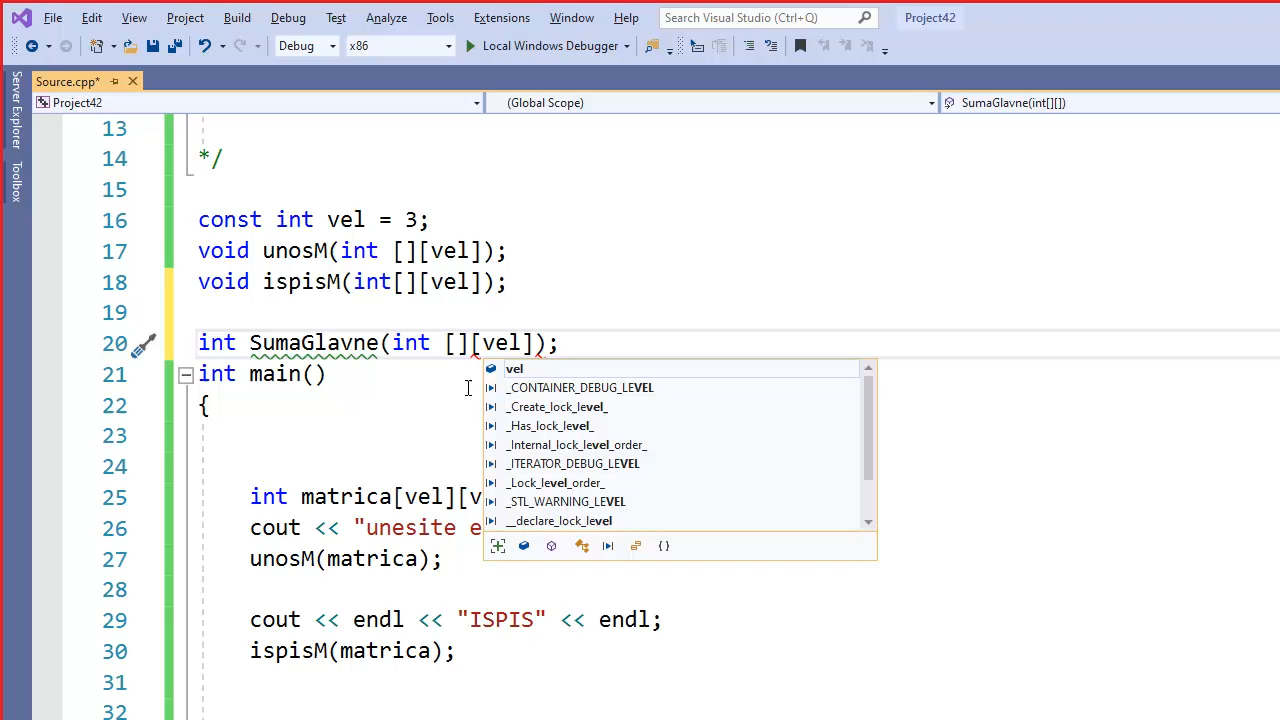 File Edit View Project Build Debug Test Analyze Tools Extensions Window Help Search Visual Studio (Ctrl+Q) Project42
Debug x86 Local Windows Debugger
Server Explorer
Toolbox
Source.cpp*
Project42 (Global Scope) SumaGlavne(int[][])
13
14 */
15
16 const int vel = 3;
17 void unosM(int [][vel]);
18 void ispisM(int[][vel]);
19
20 int SumaGlavne(int [][vel]);
21 int main()
22 {
23
24
25 int matrica[vel][v
26 cout << "unesite e
27 unosM(matrica);
28
29 cout << endl << "ISPIS" << endl;
30 ispisM(matrica);
31
32
vel
_CONTAINER_DEBUG_LEVEL
_Create_lock_level_
_Has_lock_level_
_Internal_lock_level_order_
_ITERATOR_DEBUG_LEVEL
_Lock_level_order_
_STL_WARNING_LEVEL
__declare_lock_level